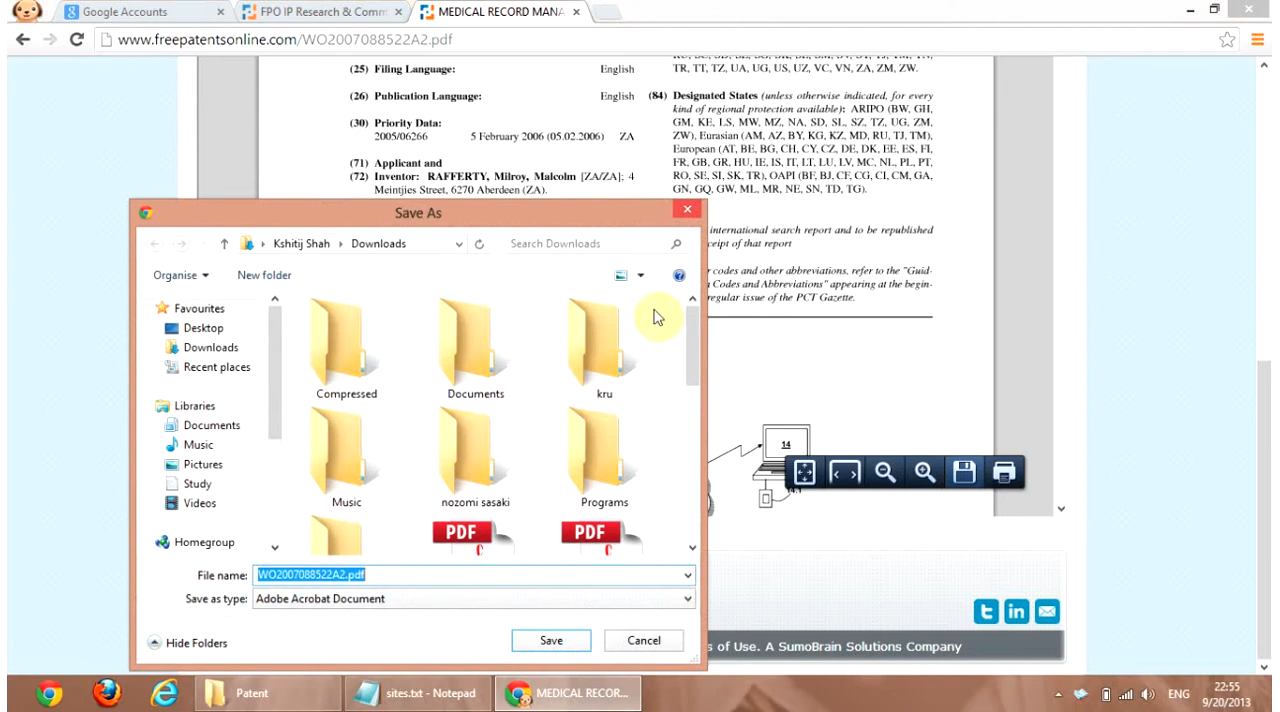 Google Accounts
FPO IP Research & Comm
MEDICAL RECORD MANA
www.freepatentsonline.com/WO2007088522A2.pdf
(25) Filing Language: English
(26) Publication Language: English
(30) Priority Data:
2005/06266 5 February 2006 (05.02.2006) ZA
(71) Applicant and
(72) Inventor: RAFFERTY, Milroy, Malcolm [ZA/ZA]; 4
Meintjies Street, 6270 Aberdeen (ZA).
TR, TT, TZ, UA, UG, US, UZ, VC, VN, ZA, ZM, ZW.
(84) Designated States (unless otherwise indicated, for every
kind of regional protection available): ARIPO (BW, GH,
GM, KE, LS, MW, MZ, NA, SD, SL, SZ, TZ, UG, ZM,
ZW), Eurasian (AM, AZ, BY, KG, KZ, MD, RU, TJ, TM),
European (AT, BE, BG, CH, CY, CZ, DE, DK, EE, ES, FI,
FR, GB, GR, HU, IE, IS, IT, LT, LU, LV, MC, NL, PL, PT,
RO, SE, SI, SK, TR), OAPI (BF, BJ, CF, CG, CI, CM, GA,
GN, GQ, GW, ML, MR, NE, SN, TD, TG).
international search report and to be republished
ceipt of that report
r codes and other abbreviations, refer to the "Guid-
n Codes and Abbreviations" appearing at the begin-
regular issue of the PCT Gazette.
14
Save As
Kshitij Shah
Downloads
Search Downloads
Organise
New folder
Favourites
Desktop
Downloads
Recent places
Libraries
Documents
Music
Pictures
Study
Videos
Homegroup
Compressed
Documents
kru
Music
nozomi sasaki
Programs
PDF
PDF
File name: WO2007088522A2.pdf
Save as type: Adobe Acrobat Document
Hide Folders
Save
Cancel
s of Use. A SumoBrain Solutions Company
Patent
sites.txt - Notepad
MEDICAL RECOR...
ENG
22:55
9/20/2013